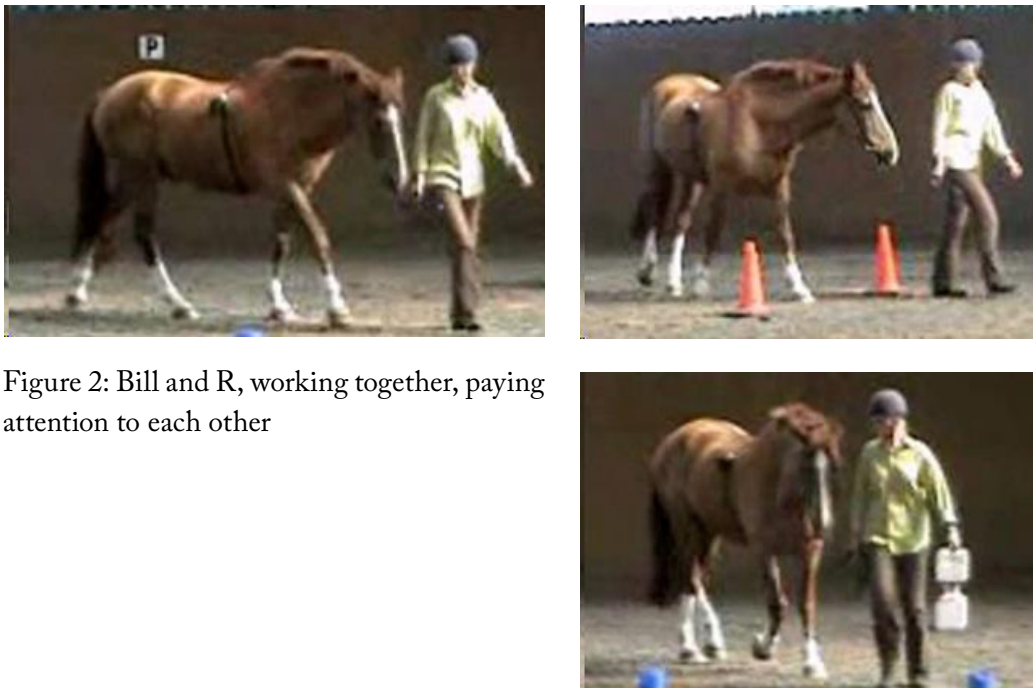 P
Figure 2: Bill and R, working together, paying
attention to each other